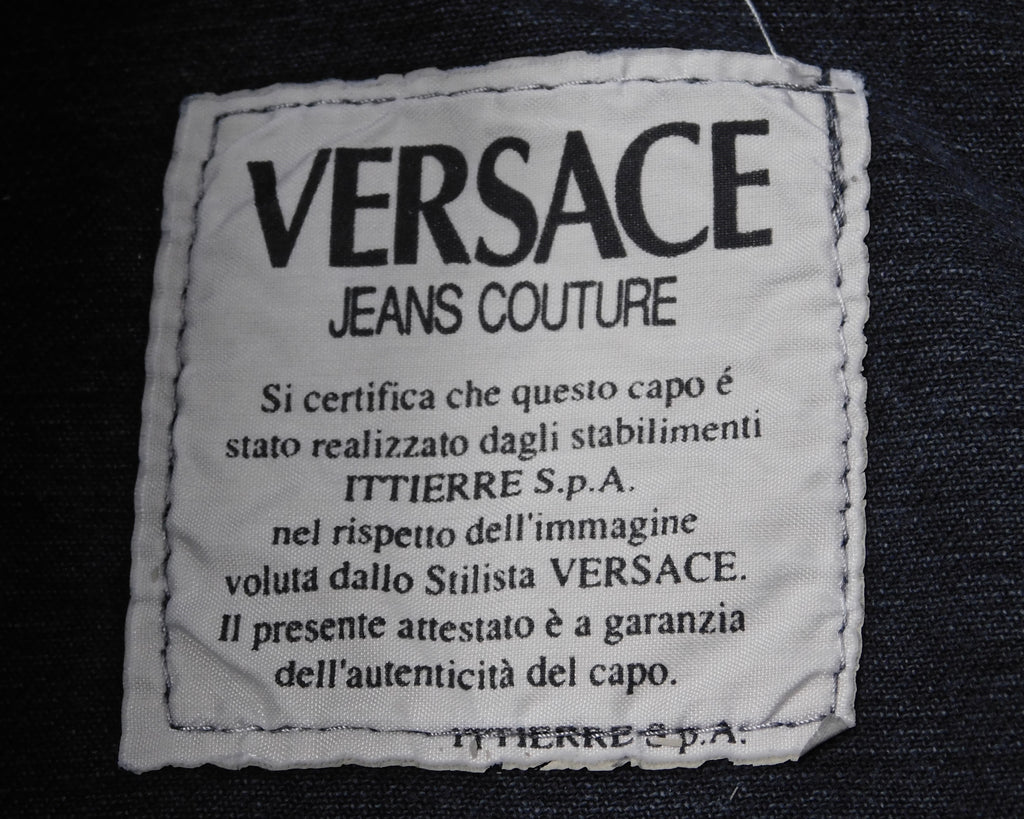 VERSACE
JEANS COUTURE
Si certifica che questo capo é
stato realizzato dagli stabilimenti
ITTIERRE S.p.A.
nel rispetto dell'immagine
voluta dallo Stilista VERSACE.
Il presente attestato è a garanzia
dell'autenticità del capo.
ITTIERRE S p.A.